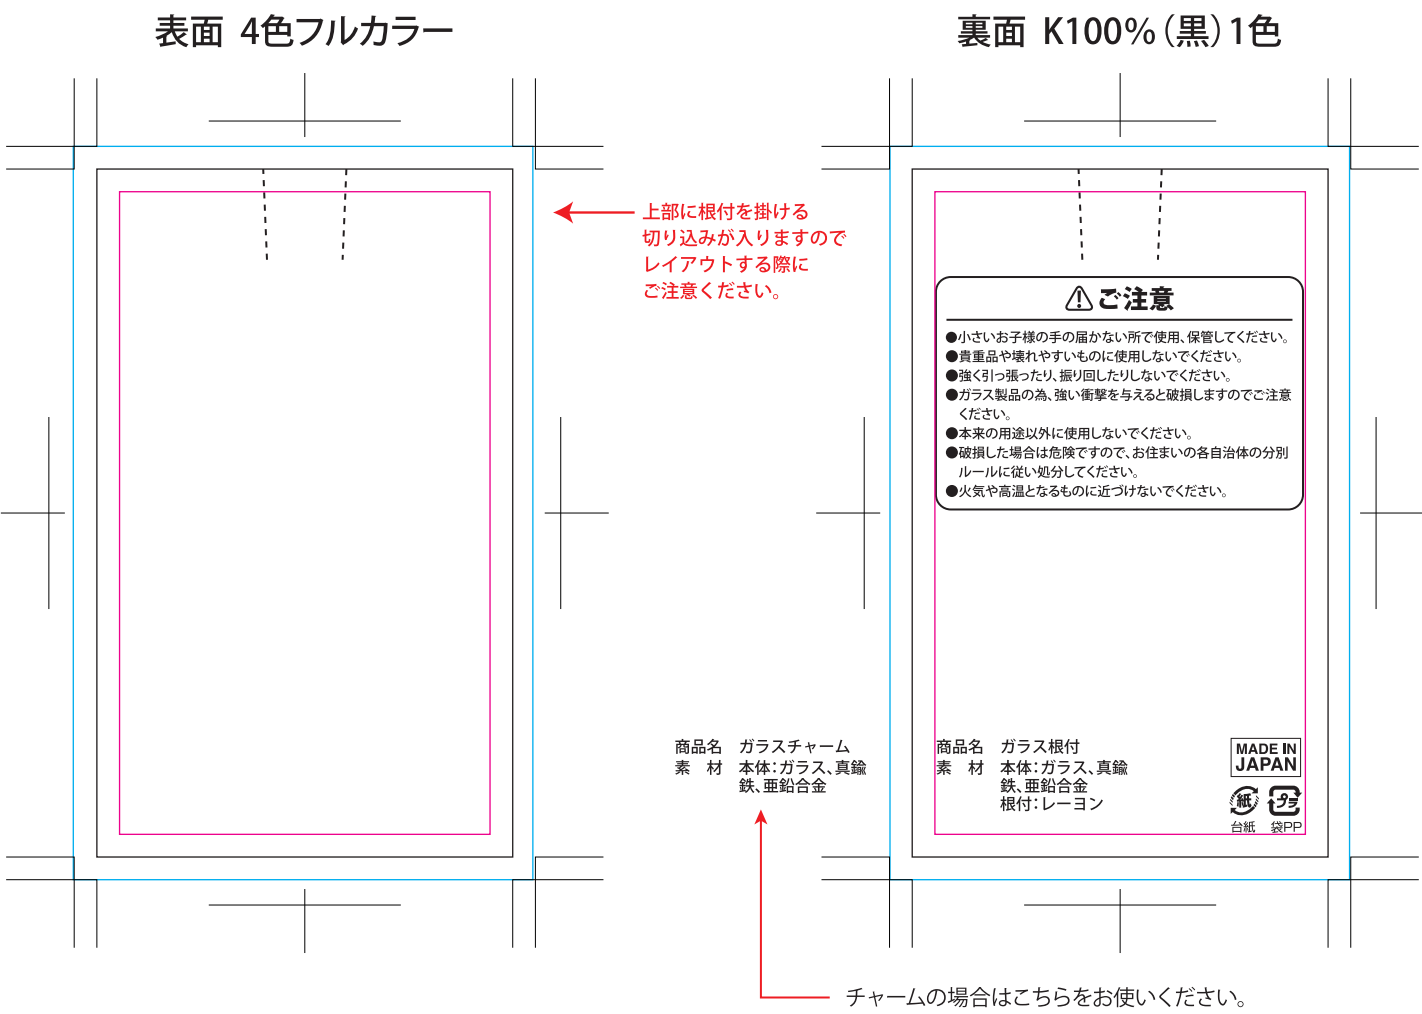 表面 4色フルカラー
裏面 K100%（黒）1色
上部に根付を掛ける
切り込みが入りますので
レイアウトする際に
ご注意ください。
ご注意
●小さいお子様の手の届かない所で使用、保管してください。
●貴重品や壊れやすいものに使用しないでください。
●強く引っ張ったり、振り回したりしないでください。
●ガラス製品の為、強い衝撃を与えると破損しますのでご注意
ください。
●本来の用途以外に使用しないでください。
●破損した場合は危険ですので、お住まいの各自治体の分別
ルールに従い処分してください。
●火気や高温となるものに近づけないでください。
商品名 ガラスチャーム
素 材 本体：ガラス、真鍮
鉄、亜鉛合金
商品名 ガラス根付
素 材 本体：ガラス、真鍮
鉄、亜鉛合金
根付：レーヨン
MADE IN
JAPAN
紙 プラ
台紙 袋PP
チャームの場合はこちらをお使いください。